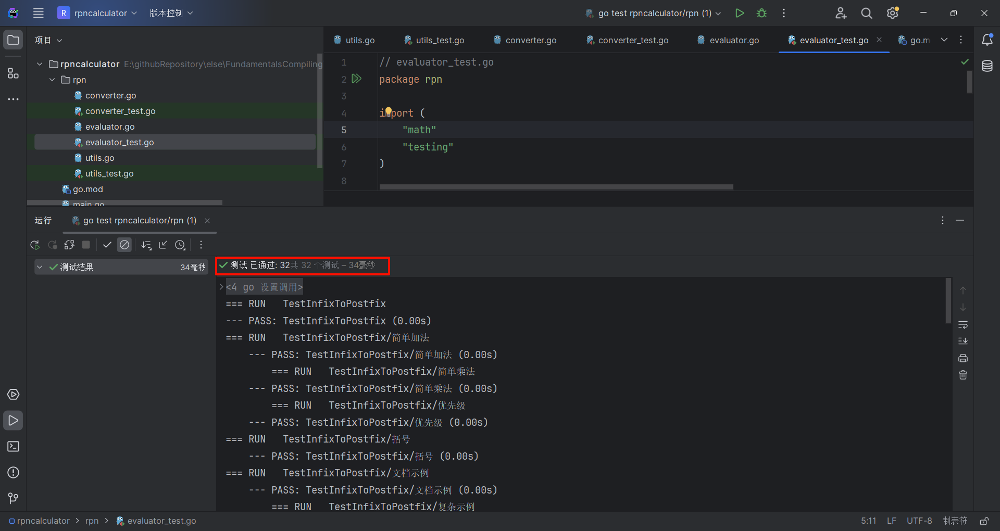 GO
R rpncalculator 版本控制 go test rpncalculator/rpn (1)
项目
utils.go utils_test.go converter.go converter_test.go evaluator.go evaluator_test.go go.m
rpncalculator E:\githubRepository\else\FundamentalsCompiling
rpn
converter.go
converter_test.go
evaluator.go
evaluator_test.go
utils.go
utils_test.go
go.mod
main.go
1 // evaluator_test.go
2 package rpn
3
4 import (
5 "math"
6 "testing"
7 )
8
运行 go test rpncalculator/rpn (1)
测试结果 34毫秒
测试 已通过: 32共 32 个测试 – 34毫秒
<4 go 设置调用>
=== RUN TestInfixToPostfix
--- PASS: TestInfixToPostfix (0.00s)
=== RUN TestInfixToPostfix/简单加法
--- PASS: TestInfixToPostfix/简单加法 (0.00s)
=== RUN TestInfixToPostfix/简单乘法
--- PASS: TestInfixToPostfix/简单乘法 (0.00s)
=== RUN TestInfixToPostfix/优先级
--- PASS: TestInfixToPostfix/优先级 (0.00s)
=== RUN TestInfixToPostfix/括号
--- PASS: TestInfixToPostfix/括号 (0.00s)
=== RUN TestInfixToPostfix/文档示例
--- PASS: TestInfixToPostfix/文档示例 (0.00s)
=== RUN TestInfixToPostfix/复杂示例
rpncalculator > rpn > evaluator_test.go 5:11 LF UTF-8 制表符